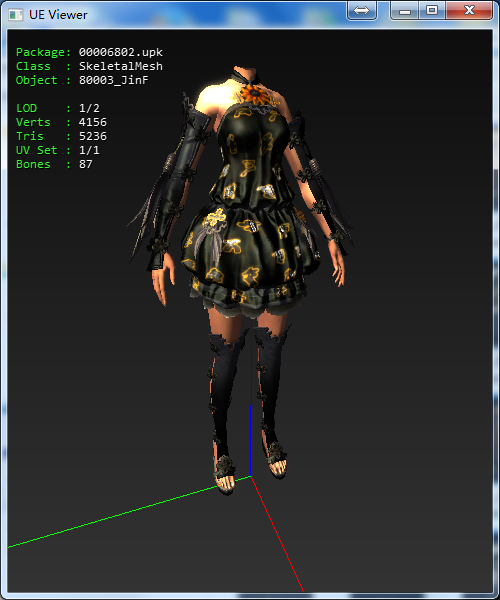 UE Viewer
Package: 00006802.upk
Class : SkeletalMesh
Object : 80003_JinF
LOD : 1/2
Verts : 4156
Tris : 5236
UV Set : 1/1
Bones : 87